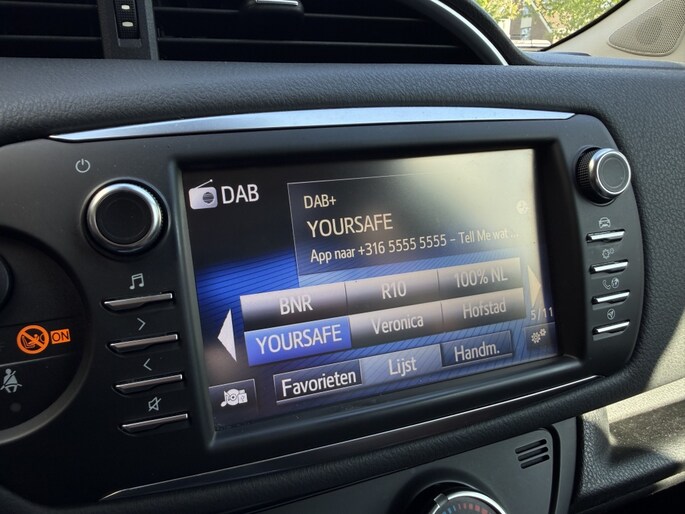 DAB
DAB+
YOURSAFE
App naar +316 5555 5555 – Tell Me wat ...
BNR
R10
100% NL
YOURSAFE
Veronica
Hofstad
5/11
Favorieten
Lijst
Handm.
ON